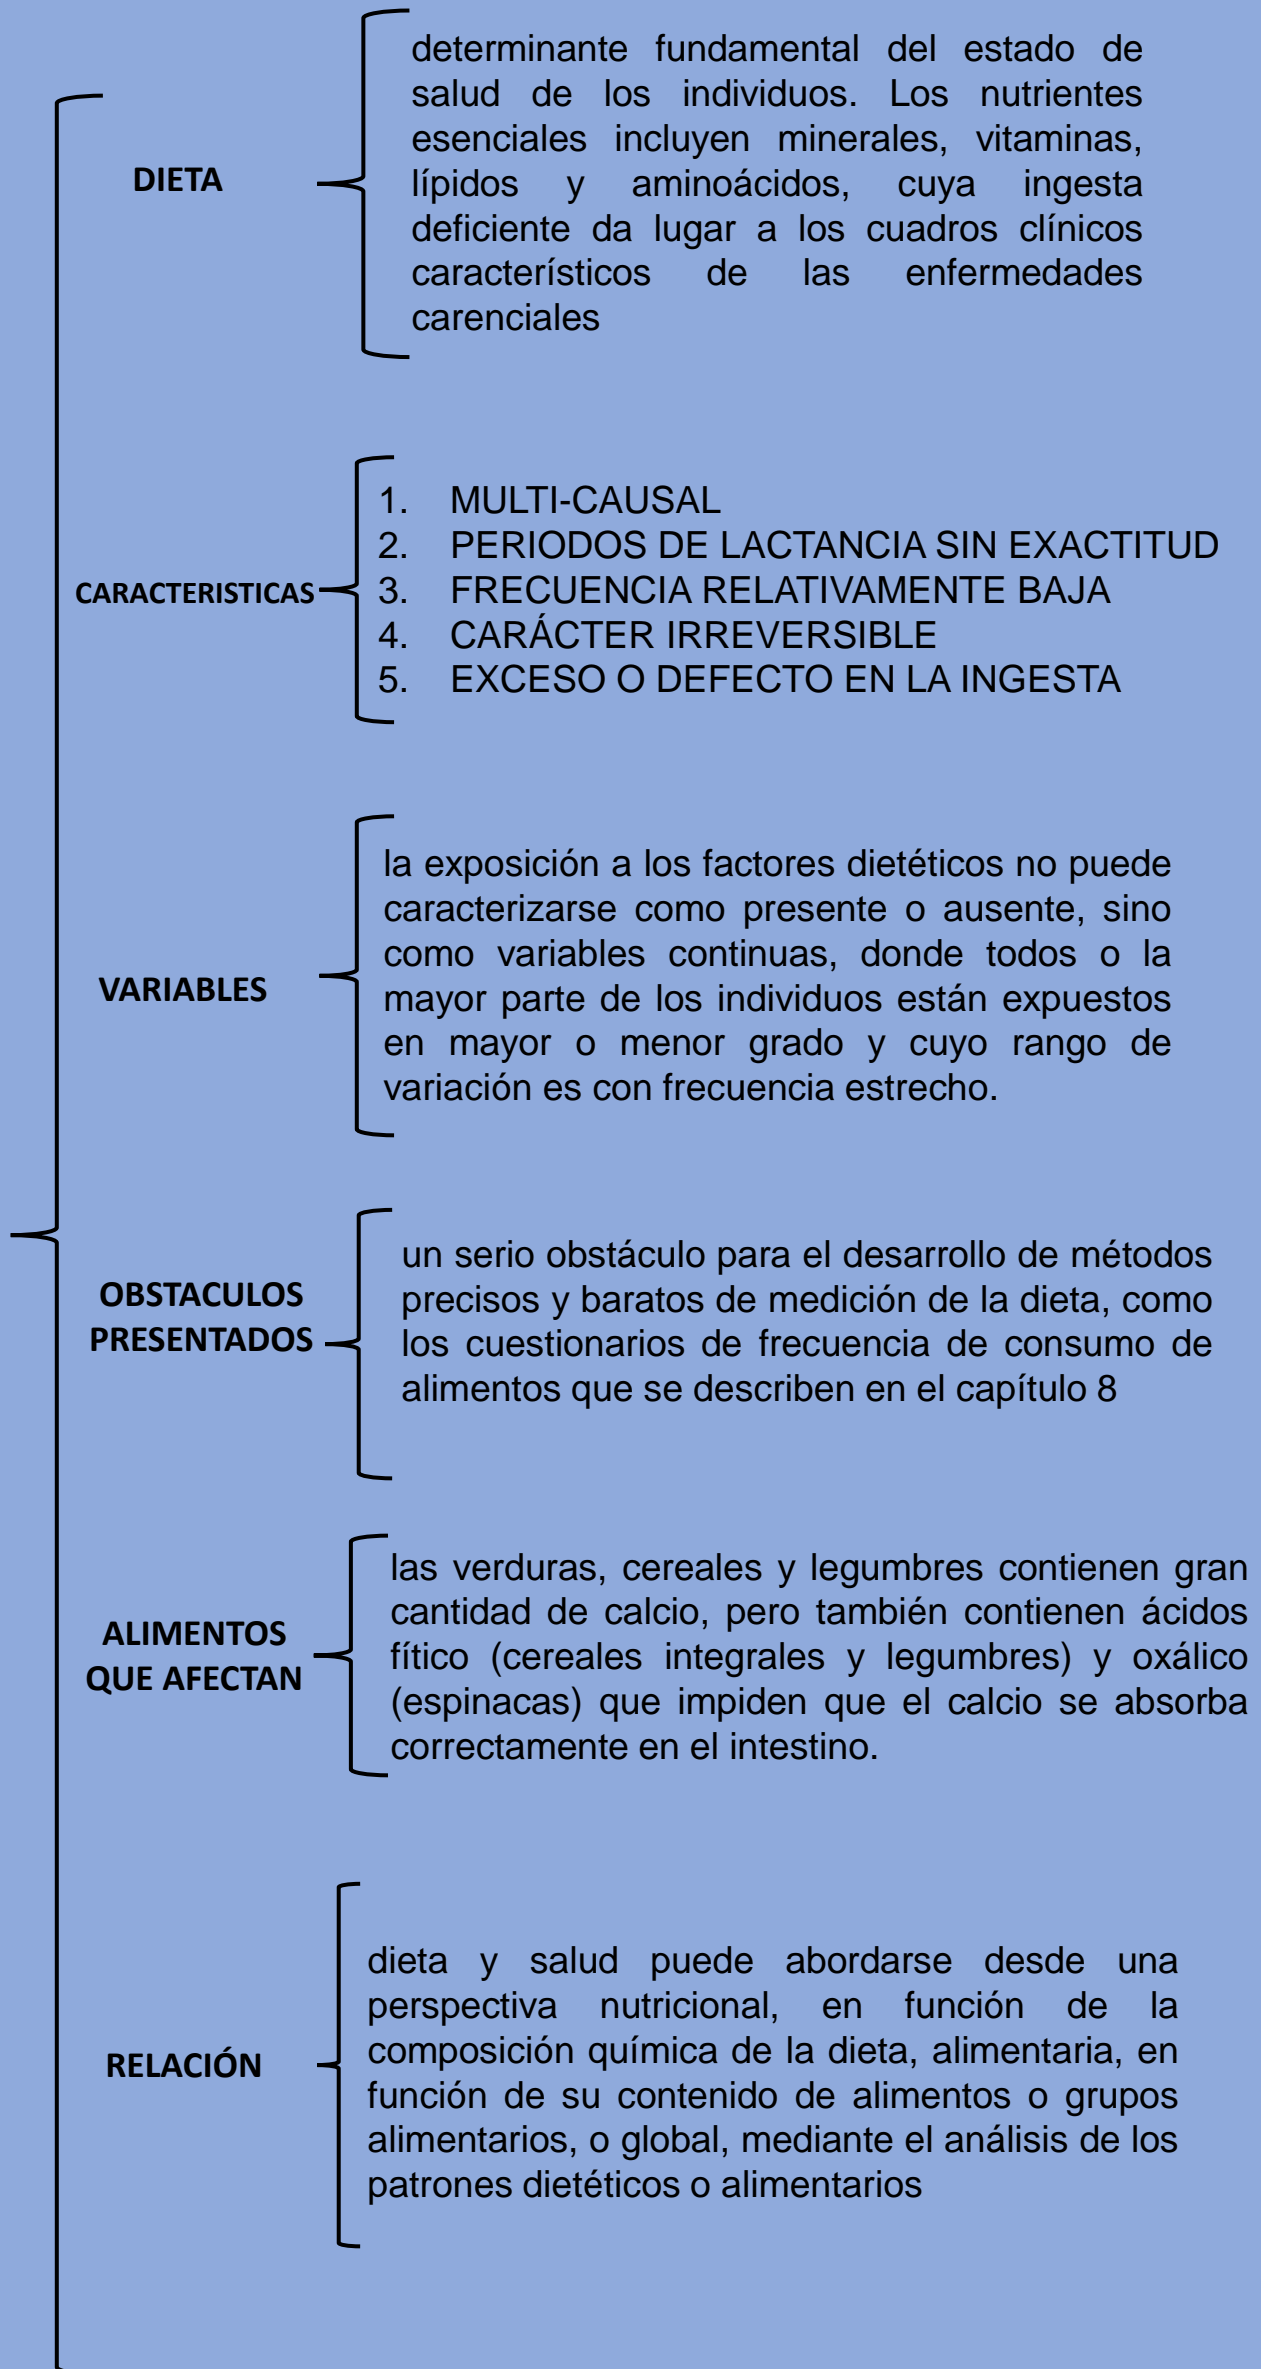 DIETA
determinante fundamental del estado de
salud de los individuos. Los nutrientes
esenciales incluyen minerales, vitaminas,
lípidos y aminoácidos, cuya ingesta
deficiente da lugar a los cuadros clínicos
característicos de las enfermedades
carenciales
CARACTERISTICAS
1. MULTI-CAUSAL
2. PERIODOS DE LACTANCIA SIN EXACTITUD
3. FRECUENCIA RELATIVAMENTE BAJA
4. CARÁCTER IRREVERSIBLE
5. EXCESO O DEFECTO EN LA INGESTA
VARIABLES
la exposición a los factores dietéticos no puede
caracterizarse como presente o ausente, sino
como variables continuas, donde todos o la
mayor parte de los individuos están expuestos
en mayor o menor grado y cuyo rango de
variación es con frecuencia estrecho.
OBSTACULOS
PRESENTADOS
un serio obstáculo para el desarrollo de métodos
precisos y baratos de medición de la dieta, como
los cuestionarios de frecuencia de consumo de
alimentos que se describen en el capítulo 8
ALIMENTOS
QUE AFECTAN
las verduras, cereales y legumbres contienen gran
cantidad de calcio, pero también contienen ácidos
fítico (cereales integrales y legumbres) y oxálico
(espinacas) que impiden que el calcio se absorba
correctamente en el intestino.
RELACIÓN
dieta y salud puede abordarse desde una
perspectiva nutricional, en función de la
composición química de la dieta, alimentaria, en
función de su contenido de alimentos o grupos
alimentarios, o global, mediante el análisis de los
patrones dietéticos o alimentarios